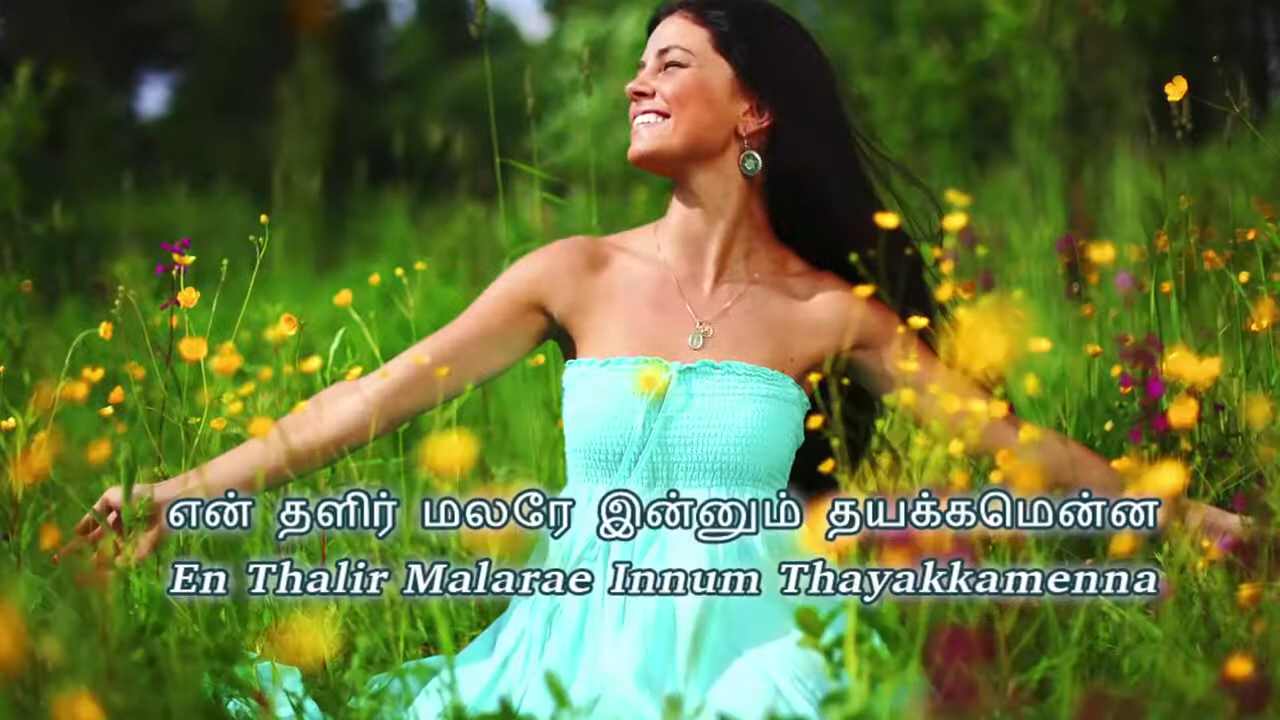 என் தளிர் மலரே இன்னும் தயக்கமென்ன
En Thalir Malarae Innum Thayakkamenna